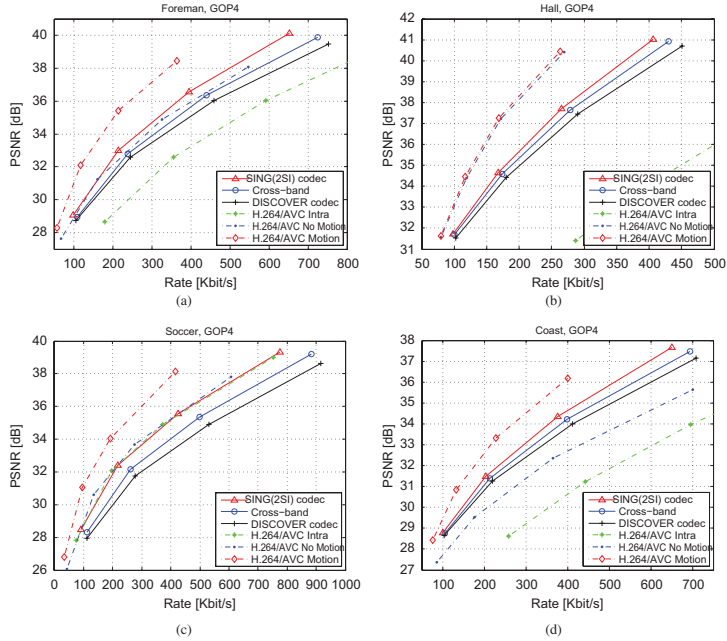 Foreman, GOP4
40
38
36
34
32
30
28
PSNR [dB]
SING(2SI) codec
Cross-band
DISCOVER codec
H.264/AVC Intra
H.264/AVC No Motion
H.264/AVC Motion
100 200 300 400 500 600 700 800
Rate [Kbit/s]
(a)
Hall, GOP4
41
40
39
38
37
36
35
34
33
32
31
PSNR [dB]
SING(2SI) codec
Cross-band
DISCOVER codec
H.264/AVC Intra
H.264/AVC No Motion
H.264/AVC Motion
50 100 150 200 250 300 350 400 450 500
Rate [Kbit/s]
(b)
Soccer, GOP4
40
38
36
34
32
30
28
26
PSNR [dB]
SING(2SI) codec
Cross-band
DISCOVER codec
H.264/AVC Intra
H.264/AVC No Motion
H.264/AVC Motion
0 100 200 300 400 500 600 700 800 900 1000
Rate [Kbit/s]
(c)
Coast, GOP4
38
37
36
35
34
33
32
31
30
29
28
27
PSNR [dB]
SING(2SI) codec
Cross-band
DISCOVER codec
H.264/AVC Intra
H.264/AVC No Motion
H.264/AVC Motion
100 200 300 400 500 600 700
Rate [Kbit/s]
(d)